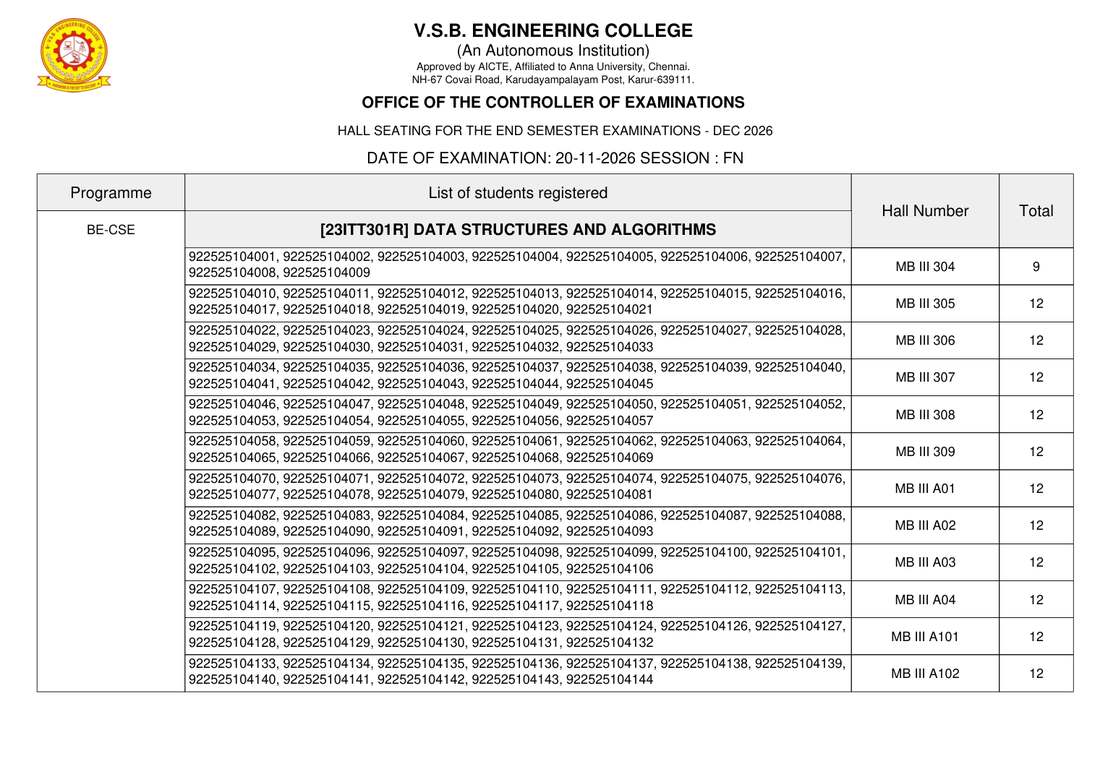 V.S.B. ENGINEERING COLLEGE
(An Autonomous Institution)
Approved by AICTE, Affiliated to Anna University, Chennai.
NH-67 Covai Road, Karudayampalayam Post, Karur-639111.
OFFICE OF THE CONTROLLER OF EXAMINATIONS
HALL SEATING FOR THE END SEMESTER EXAMINATIONS - DEC 2026
DATE OF EXAMINATION: 20-11-2026 SESSION : FN
Programme List of students registered Hall Number Total
BE-CSE [23ITT301R] DATA STRUCTURES AND ALGORITHMS
922525104001, 922525104002, 922525104003, 922525104004, 922525104005, 922525104006, 922525104007,
922525104008, 922525104009
MB III 304 9
922525104010, 922525104011, 922525104012, 922525104013, 922525104014, 922525104015, 922525104016,
922525104017, 922525104018, 922525104019, 922525104020, 922525104021
MB III 305 12
922525104022, 922525104023, 922525104024, 922525104025, 922525104026, 922525104027, 922525104028,
922525104029, 922525104030, 922525104031, 922525104032, 922525104033
MB III 306 12
922525104034, 922525104035, 922525104036, 922525104037, 922525104038, 922525104039, 922525104040,
922525104041, 922525104042, 922525104043, 922525104044, 922525104045
MB III 307 12
922525104046, 922525104047, 922525104048, 922525104049, 922525104050, 922525104051, 922525104052,
922525104053, 922525104054, 922525104055, 922525104056, 922525104057
MB III 308 12
922525104058, 922525104059, 922525104060, 922525104061, 922525104062, 922525104063, 922525104064,
922525104065, 922525104066, 922525104067, 922525104068, 922525104069
MB III 309 12
922525104070, 922525104071, 922525104072, 922525104073, 922525104074, 922525104075, 922525104076,
922525104077, 922525104078, 922525104079, 922525104080, 922525104081
MB III A01 12
922525104082, 922525104083, 922525104084, 922525104085, 922525104086, 922525104087, 922525104088,
922525104089, 922525104090, 922525104091, 922525104092, 922525104093
MB III A02 12
922525104095, 922525104096, 922525104097, 922525104098, 922525104099, 922525104100, 922525104101,
922525104102, 922525104103, 922525104104, 922525104105, 922525104106
MB III A03 12
922525104107, 922525104108, 922525104109, 922525104110, 922525104111, 922525104112, 922525104113,
922525104114, 922525104115, 922525104116, 922525104117, 922525104118
MB III A04 12
922525104119, 922525104120, 922525104121, 922525104123, 922525104124, 922525104126, 922525104127,
922525104128, 922525104129, 922525104130, 922525104131, 922525104132
MB III A101 12
922525104133, 922525104134, 922525104135, 922525104136, 922525104137, 922525104138, 922525104139,
922525104140, 922525104141, 922525104142, 922525104143, 922525104144
MB III A102 12